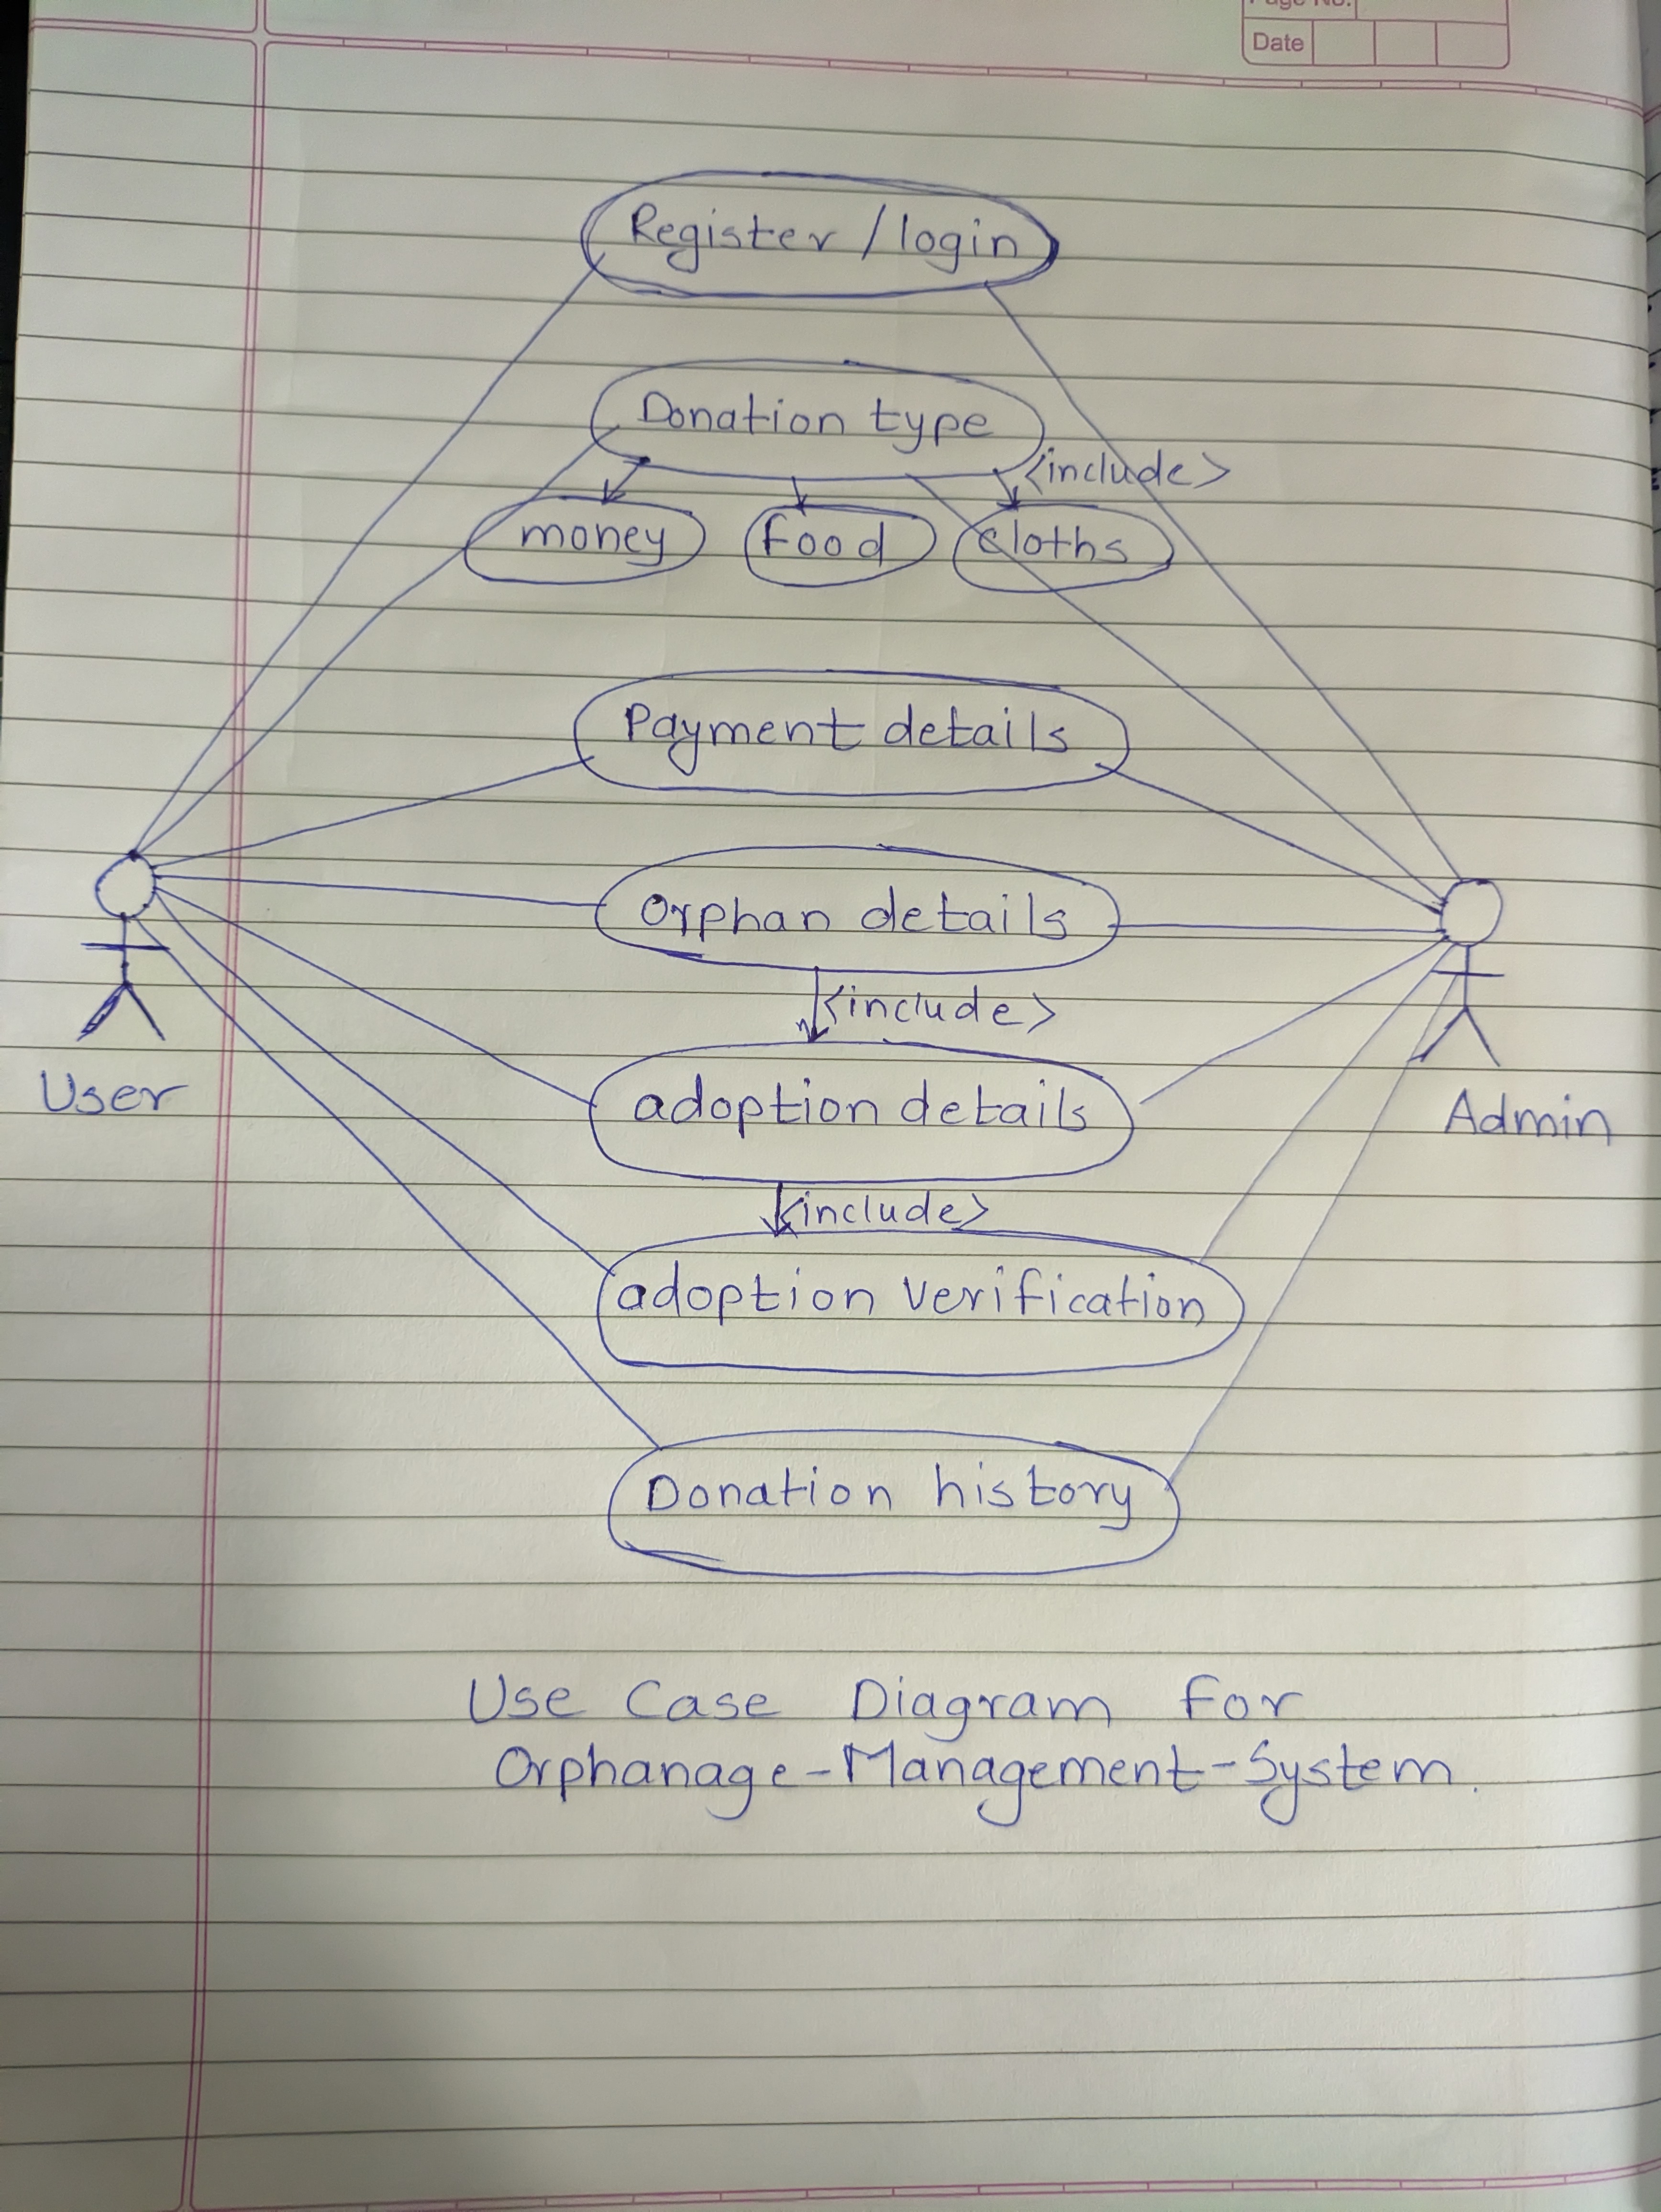 Page No.
Date
Register / login
Donation type
<include>
money
Food
cloths
Payment details
Orphan details
<include>
User
adoption details
Admin
<include>
adoption Verification
Donation history
Use Case Diagram For
Orphanage-Management-System.